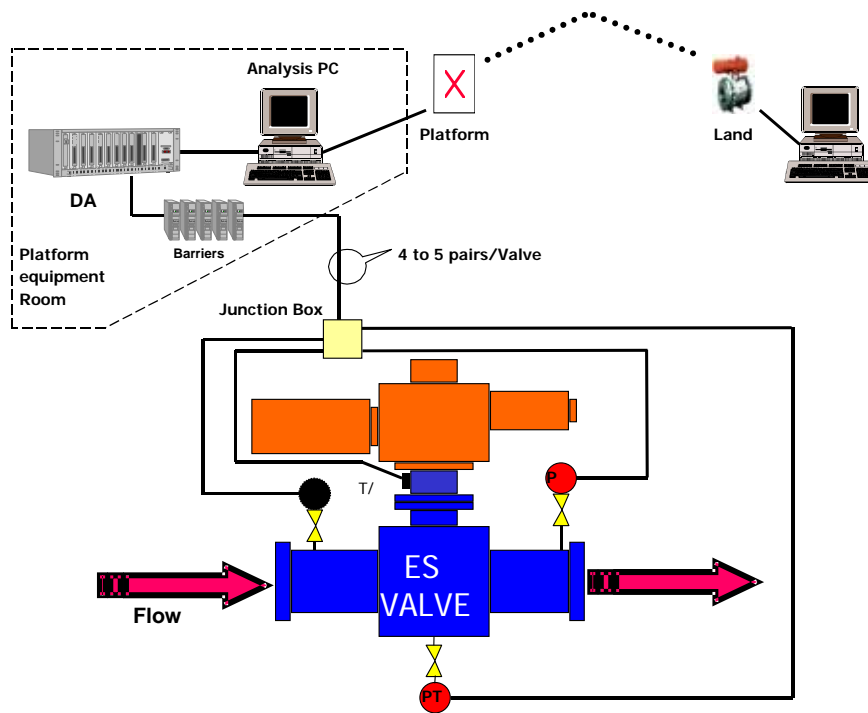 Analysis PC
Platform
Land
DA
Barriers
Platform
equipment
Room
4 to 5 pairs/Valve
Junction Box
P
T/
ES
VALVE
Flow
PT